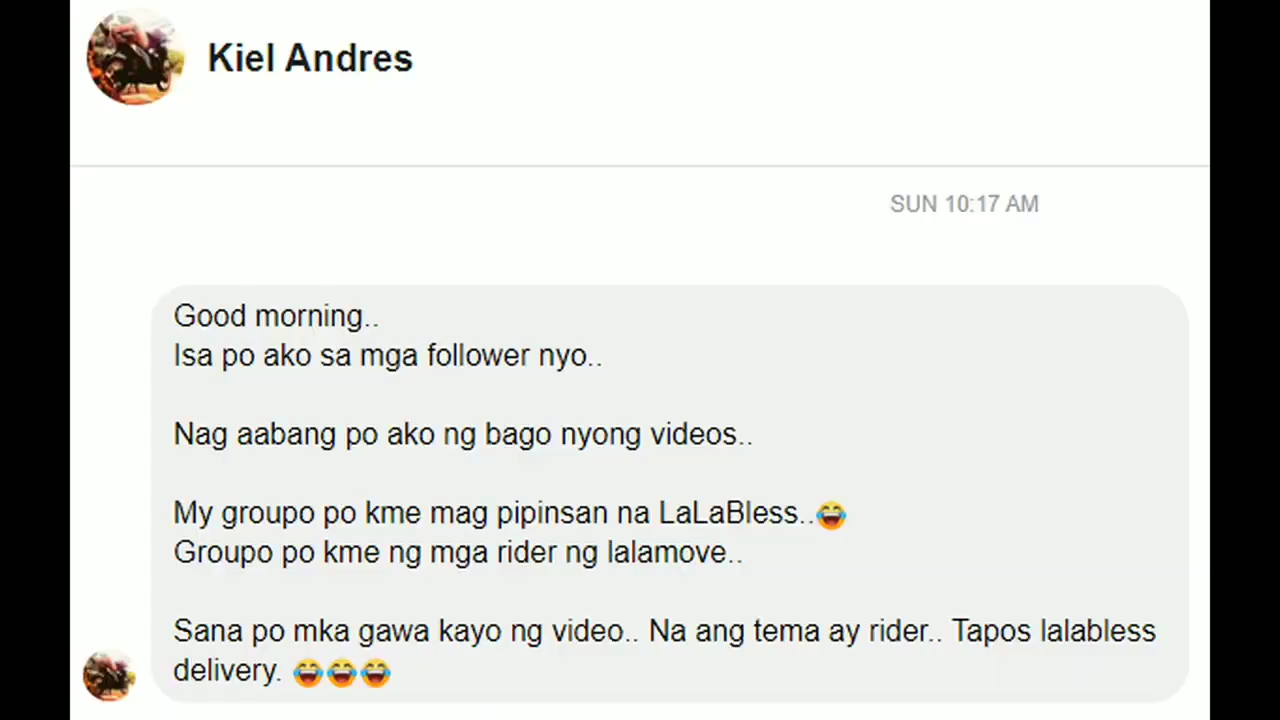 Kiel Andres
SUN 10:17 AM
Good morning..
Isa po ako sa mga follower nyo..
Nag aabang po ako ng bago nyong videos..
My groupo po kme mag pipinsan na LaLaBless..😂
Groupo po kme ng mga rider ng lalamove..
Sana po mka gawa kayo ng video.. Na ang tema ay rider.. Tapos lalabless
delivery. 😂😂😂